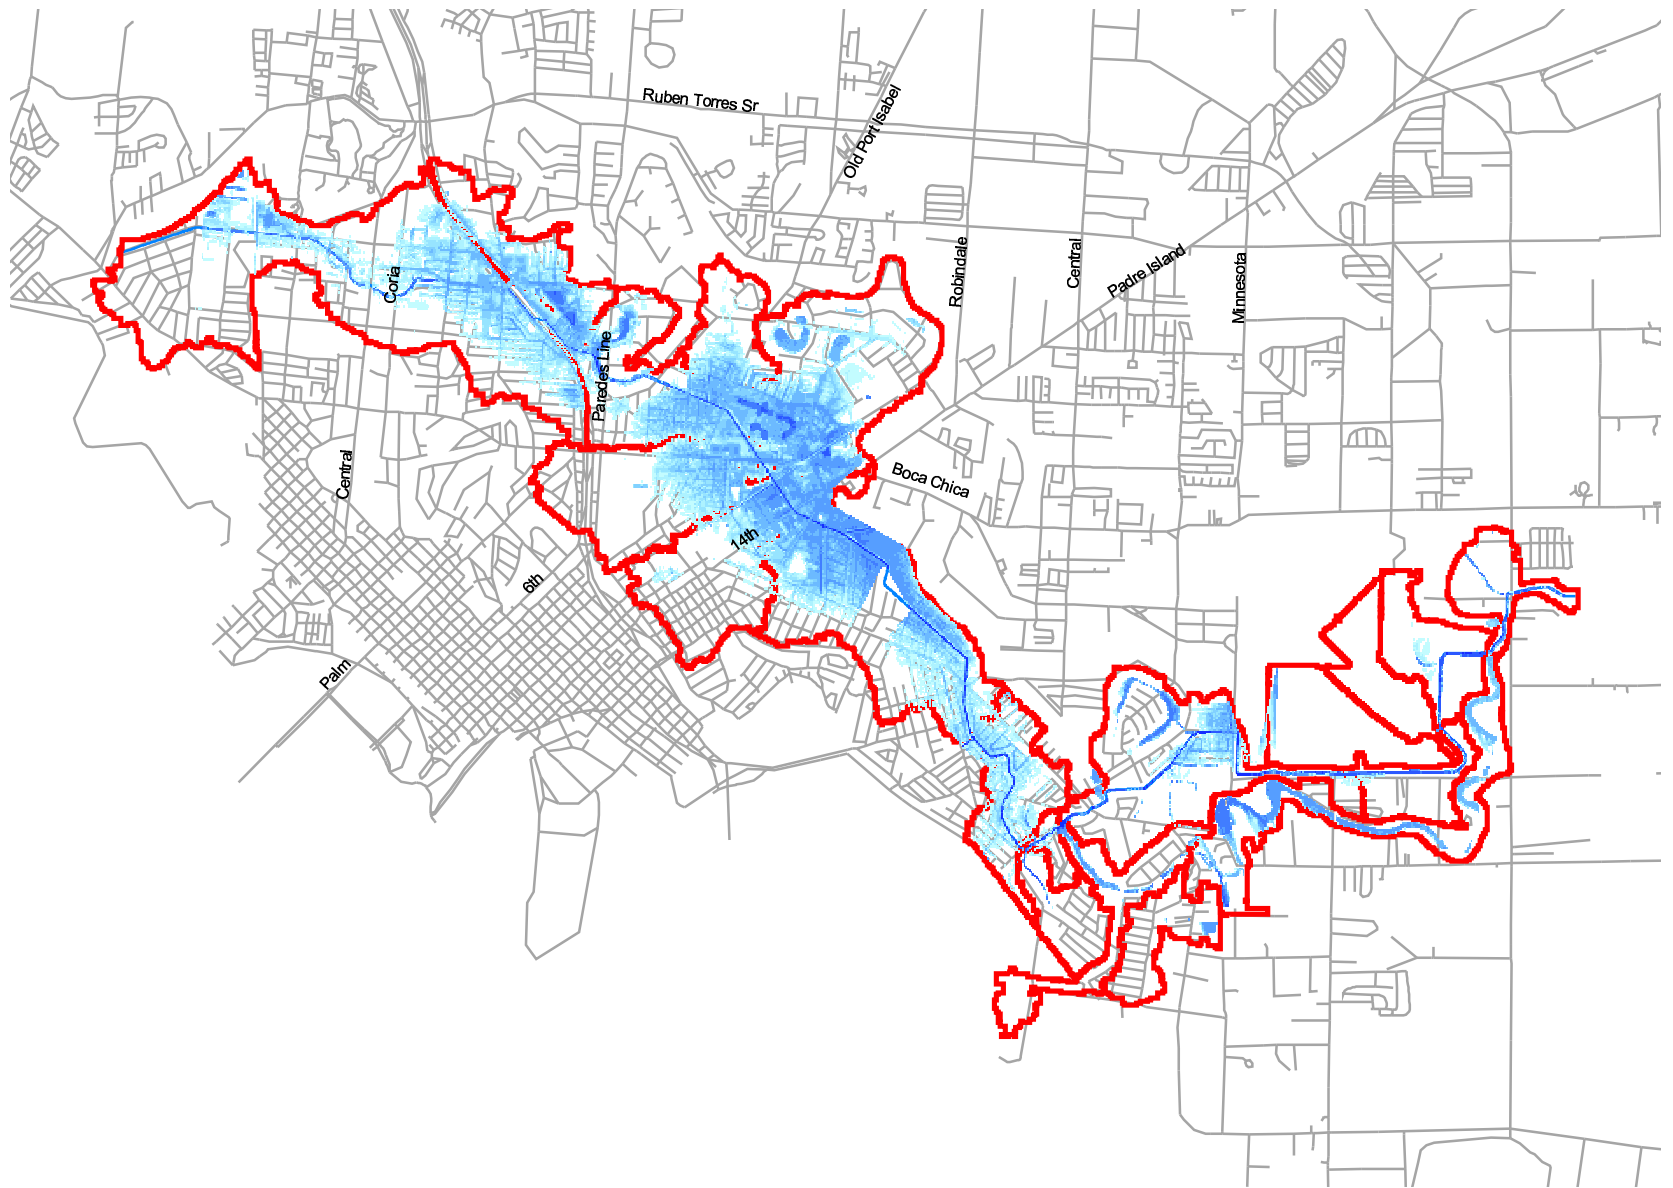 Ruben Torres Sr
Old Port Isabel
Robindale
Central
Padre Island
Minnesota
Coria
Paredes Line
Central
Boca Chica
14th
6th
Palm